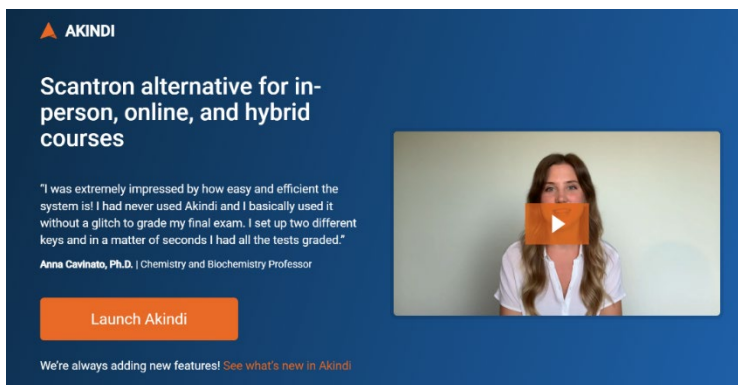 AKINDI
Scantron alternative for in-
person, online, and hybrid
courses
"I was extremely impressed by how easy and efficient the
system is! I had never used Akindi and I basically used it
without a glitch to grade my final exam. I set up two different
keys and in a matter of seconds I had all the tests graded."
Anna Cavinato, Ph.D. | Chemistry and Biochemistry Professor
Launch Akindi
We're always adding new features! See what's new in Akindi